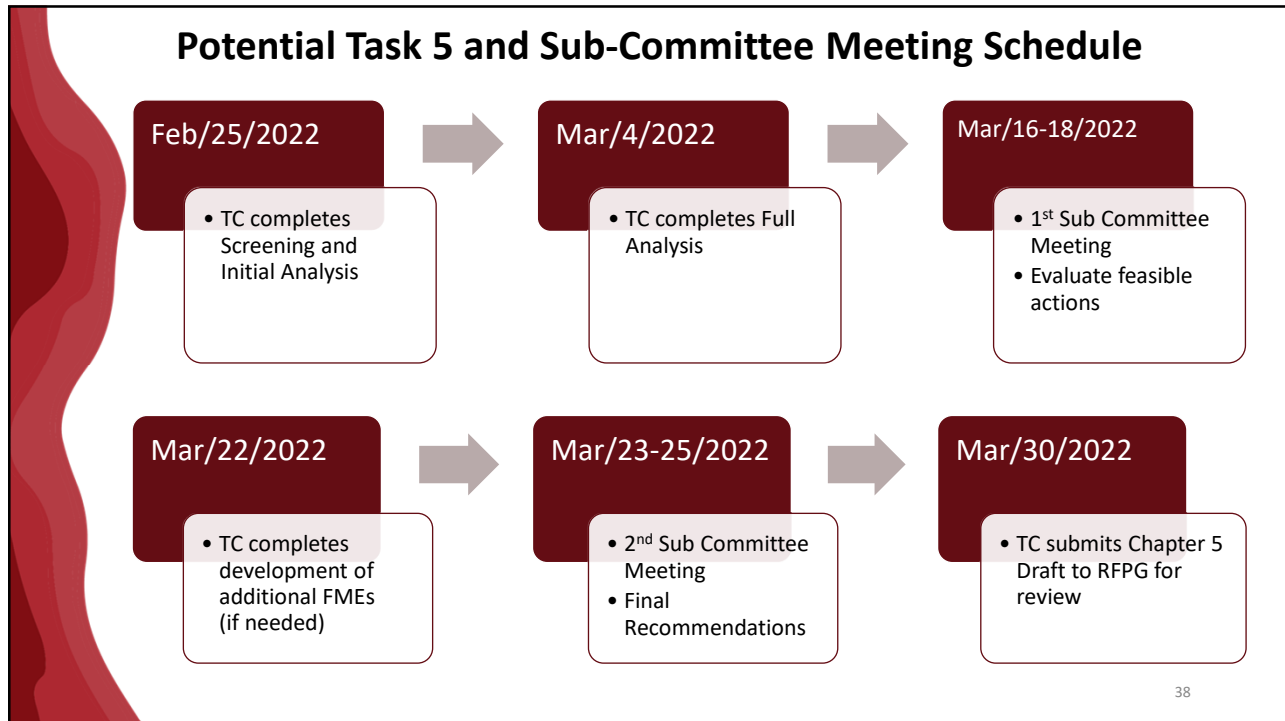 Potential Task 5 and Sub-Committee Meeting Schedule
Feb/25/2022
• TC completes
Screening and
Initial Analysis
Mar/4/2022
• TC completes Full
Analysis
Mar/16-18/2022
• 1st Sub Committee
Meeting
• Evaluate feasible
actions
Mar/22/2022
• TC completes
development of
additional FMEs
(if needed)
Mar/23-25/2022
• 2nd Sub Committee
Meeting
• Final
Recommendations
Mar/30/2022
• TC submits Chapter 5
Draft to RFPG for
review
38